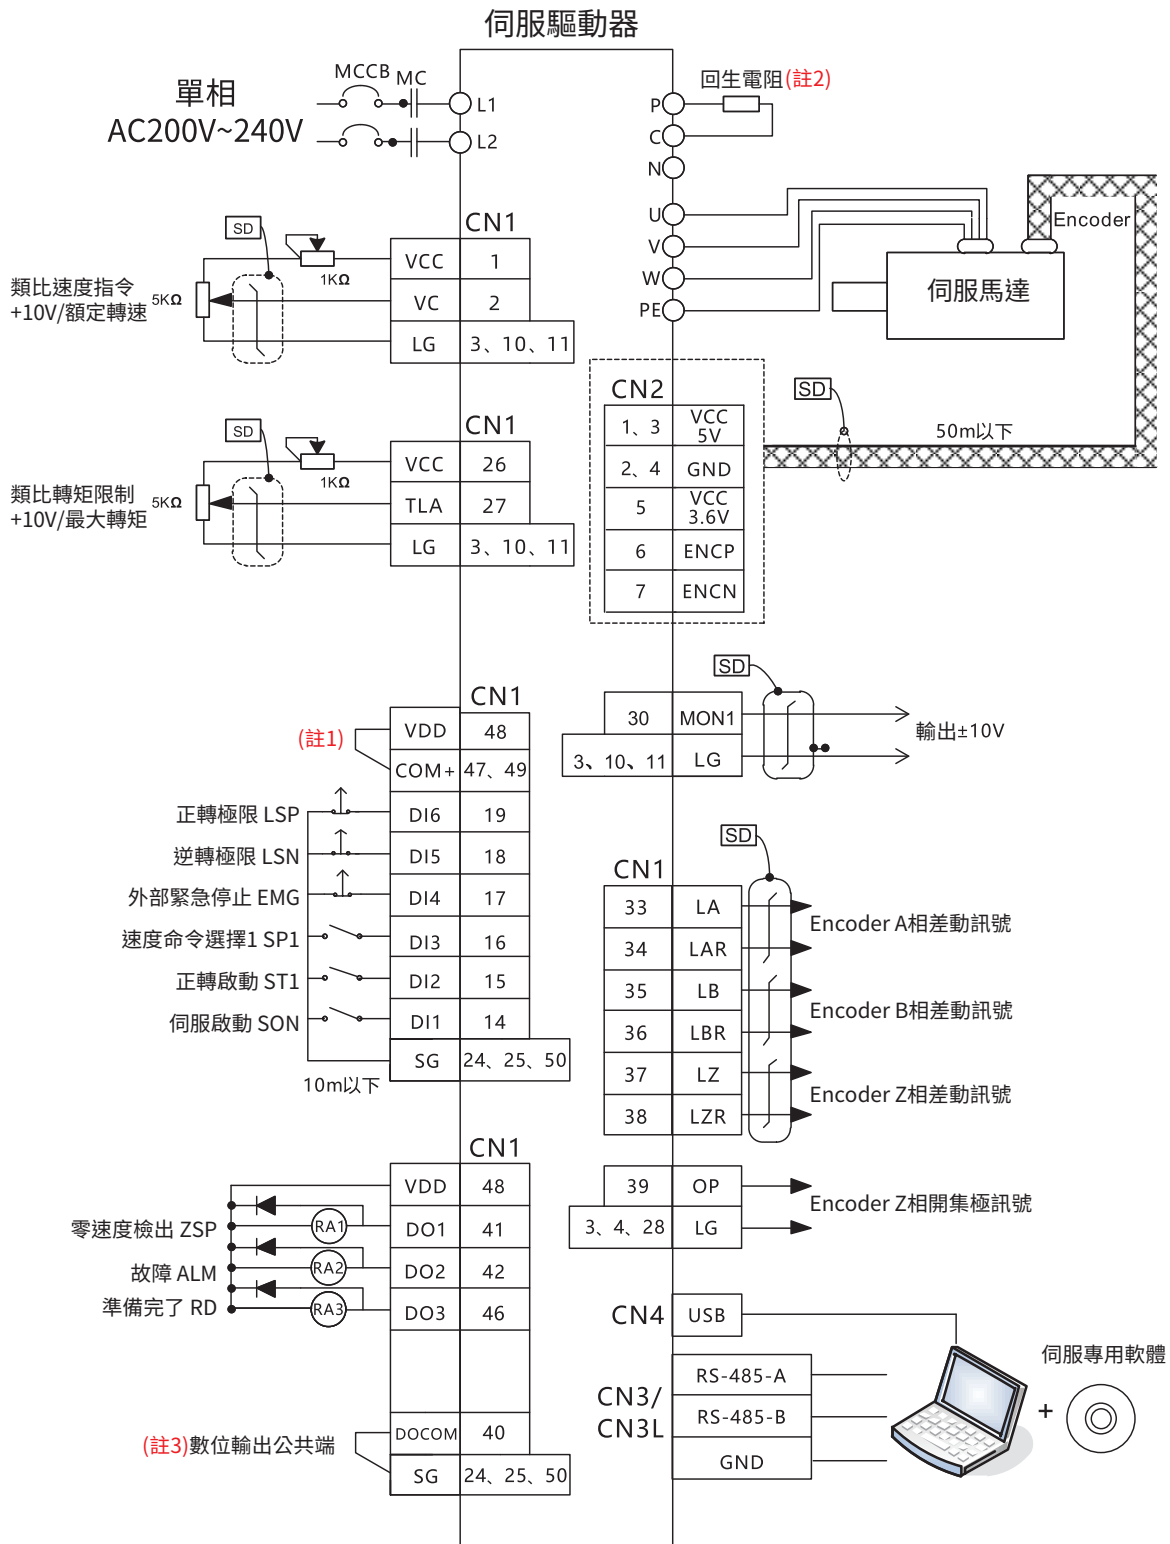 伺服驅動器
單相
AC200V~240V
MCCB
MC
L1
L2
P
C
N
U
V
W
PE
回生電阻(註2)
Encoder
伺服馬達
SD
50m以下
CN1
SD
1KΩ
5KΩ
類比速度指令
+10V/額定轉速
VCC 1
VC 2
LG 3、10、11
CN1
SD
1KΩ
5KΩ
類比轉矩限制
+10V/最大轉矩
VCC 26
TLA 27
LG 3、10、11
CN2
1、3 VCC 5V
2、4 GND
5 VCC 3.6V
6 ENCP
7 ENCN
CN1
(註1)
VDD 48
COM+ 47、49
正轉極限 LSP DI6 19
逆轉極限 LSN DI5 18
外部緊急停止 EMG DI4 17
速度命令選擇1 SP1 DI3 16
正轉啟動 ST1 DI2 15
伺服啟動 SON DI1 14
SG 24、25、50
10m以下
SD
30 MON1
3、10、11 LG
輸出±10V
SD
CN1
33 LA
34 LAR
Encoder A相差動訊號
35 LB
36 LBR
Encoder B相差動訊號
37 LZ
38 LZR
Encoder Z相差動訊號
39 OP
3、4、28 LG
Encoder Z相開集極訊號
CN1
VDD 48
零速度檢出 ZSP RA1 DO1 41
故障 ALM RA2 DO2 42
準備完了 RD RA3 DO3 46
(註3)數位輸出公共端
DOCOM 40
SG 24、25、50
CN4 USB
CN3/
CN3L
RS-485-A
RS-485-B
GND
伺服專用軟體
+